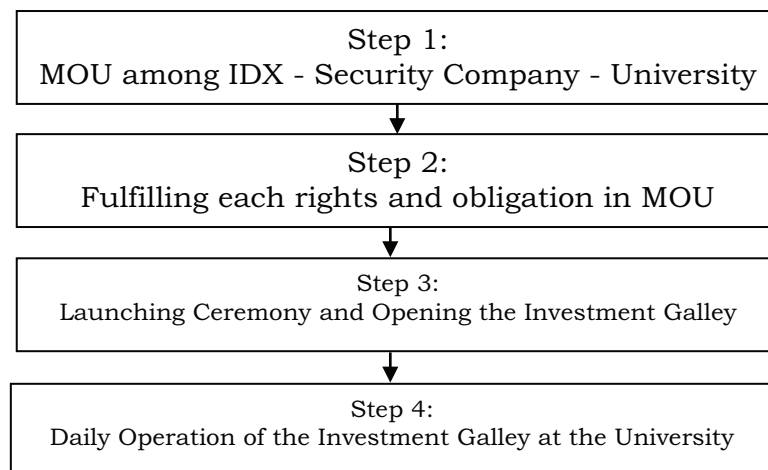 Step 1:
MOU among IDX - Security Company - University
Step 2:
Fulfilling each rights and obligation in MOU
Step 3:
Launching Ceremony and Opening the Investment Galley
Step 4:
Daily Operation of the Investment Galley at the University